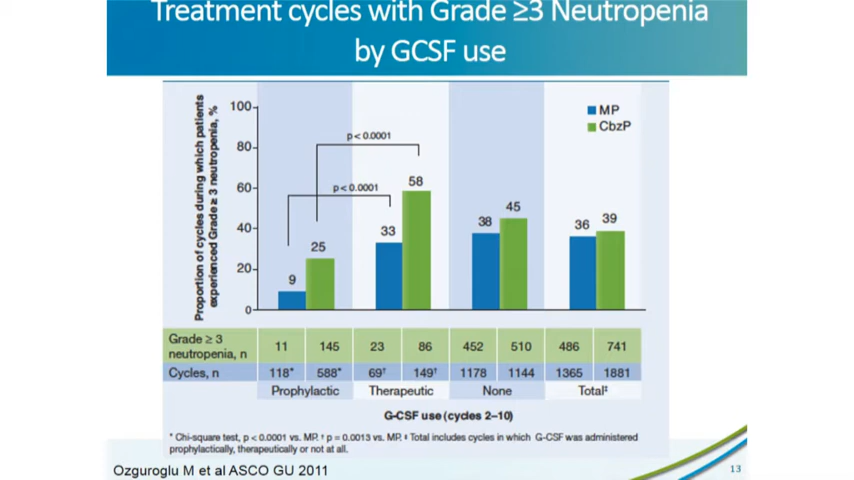 Treatment cycles with Grade ≥3 Neutropenia
by GCSF use
Proportion of cycles during which patients
experienced Grade ≥ 3 neutropenia, %
100
80
60
40
20
0
MP
CbzP
p < 0.0001
p < 0.0001
9
25
33
58
38
45
36
39
Grade ≥ 3
neutropenia, n
11 145 23 86 452 510 486 741
Cycles, n 118* 588* 69† 149† 1178 1144 1365 1881
Prophylactic Therapeutic None Total‡
G-CSF use (cycles 2–10)
* Chi-square test, p < 0.0001 vs. MP. † p = 0.0013 vs. MP. ‡ Total includes cycles in which G-CSF was administered
prophylactically, therapeutically or not at all.
Ozguroglu M et al ASCO GU 2011
13